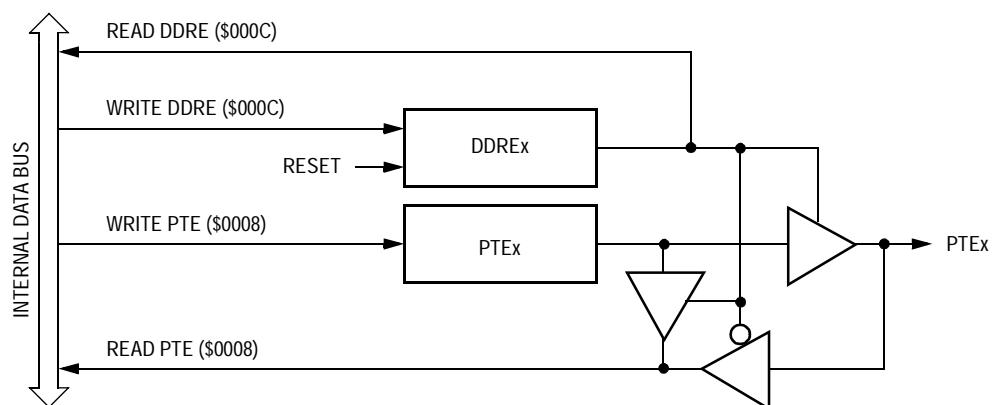 READ DDRE ($000C)
WRITE DDRE ($000C)
DDREx
RESET
INTERNAL DATA BUS
WRITE PTE ($0008)
PTEx
PTEx
READ PTE ($0008)